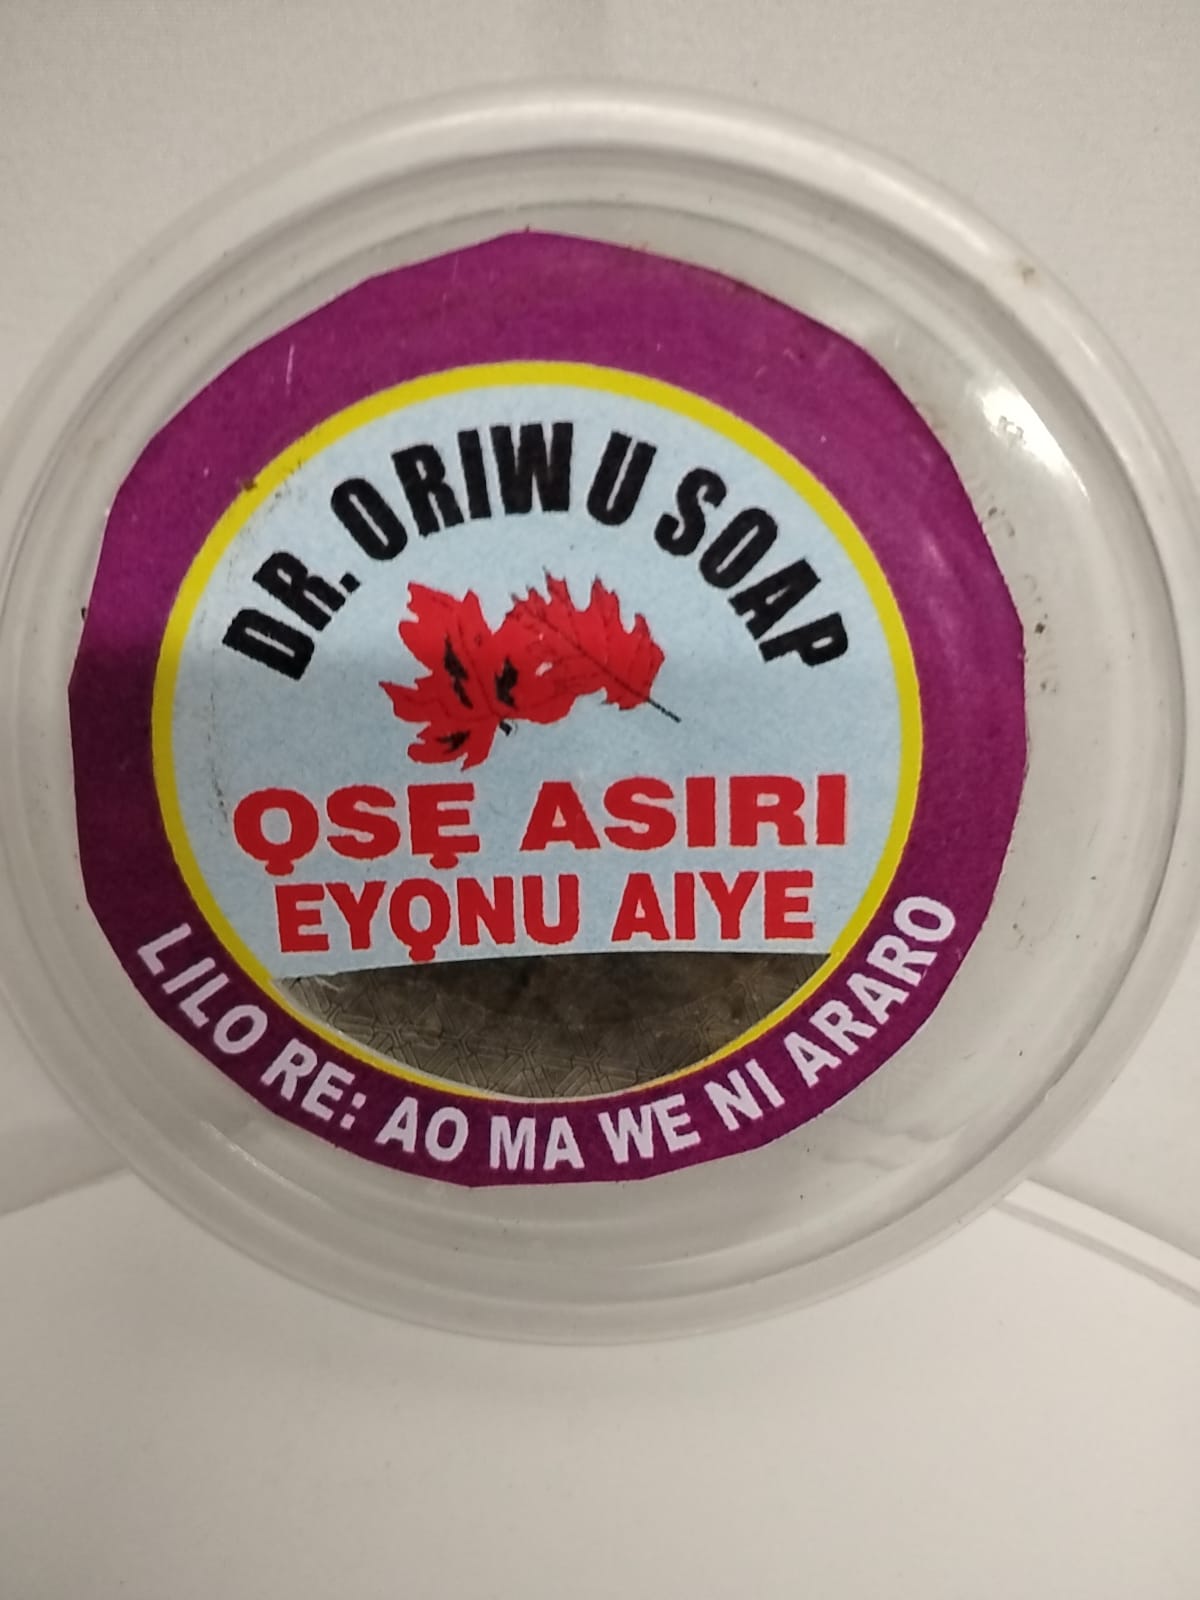 DR. ORIWU SOAP
ỌSẸ ASIRI
EYỌNU AIYE
LILO RE: AO MA WE NI ARARO